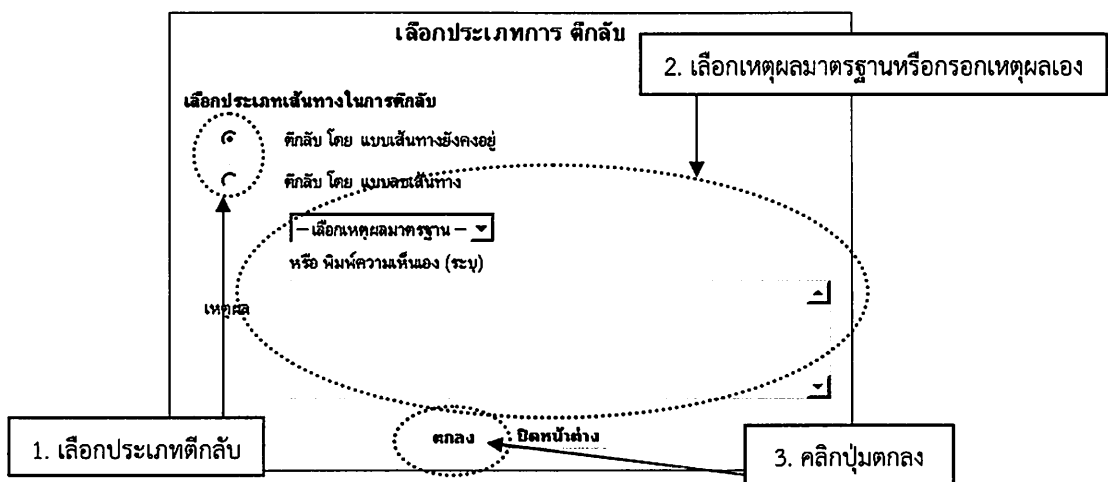 เลือกประเภทการ ตีกลับ
2. เลือกเหตุผลมาตรฐานหรือกรอกเหตุผลเอง
เลือกประเภทเส้นทางในการตีกลับ
ตีกลับ โดย แบบเส้นทางยังคงอยู่
ตีกลับ โดย แบบลบเส้นทาง
–เลือกเหตุผลมาตรฐาน–
หรือ พิมพ์ความเห็นเอง (ระบุ)
เหตุผล
ตกลง ปิดหน้าต่าง
1. เลือกประเภทตีกลับ
3. คลิกปุ่มตกลง